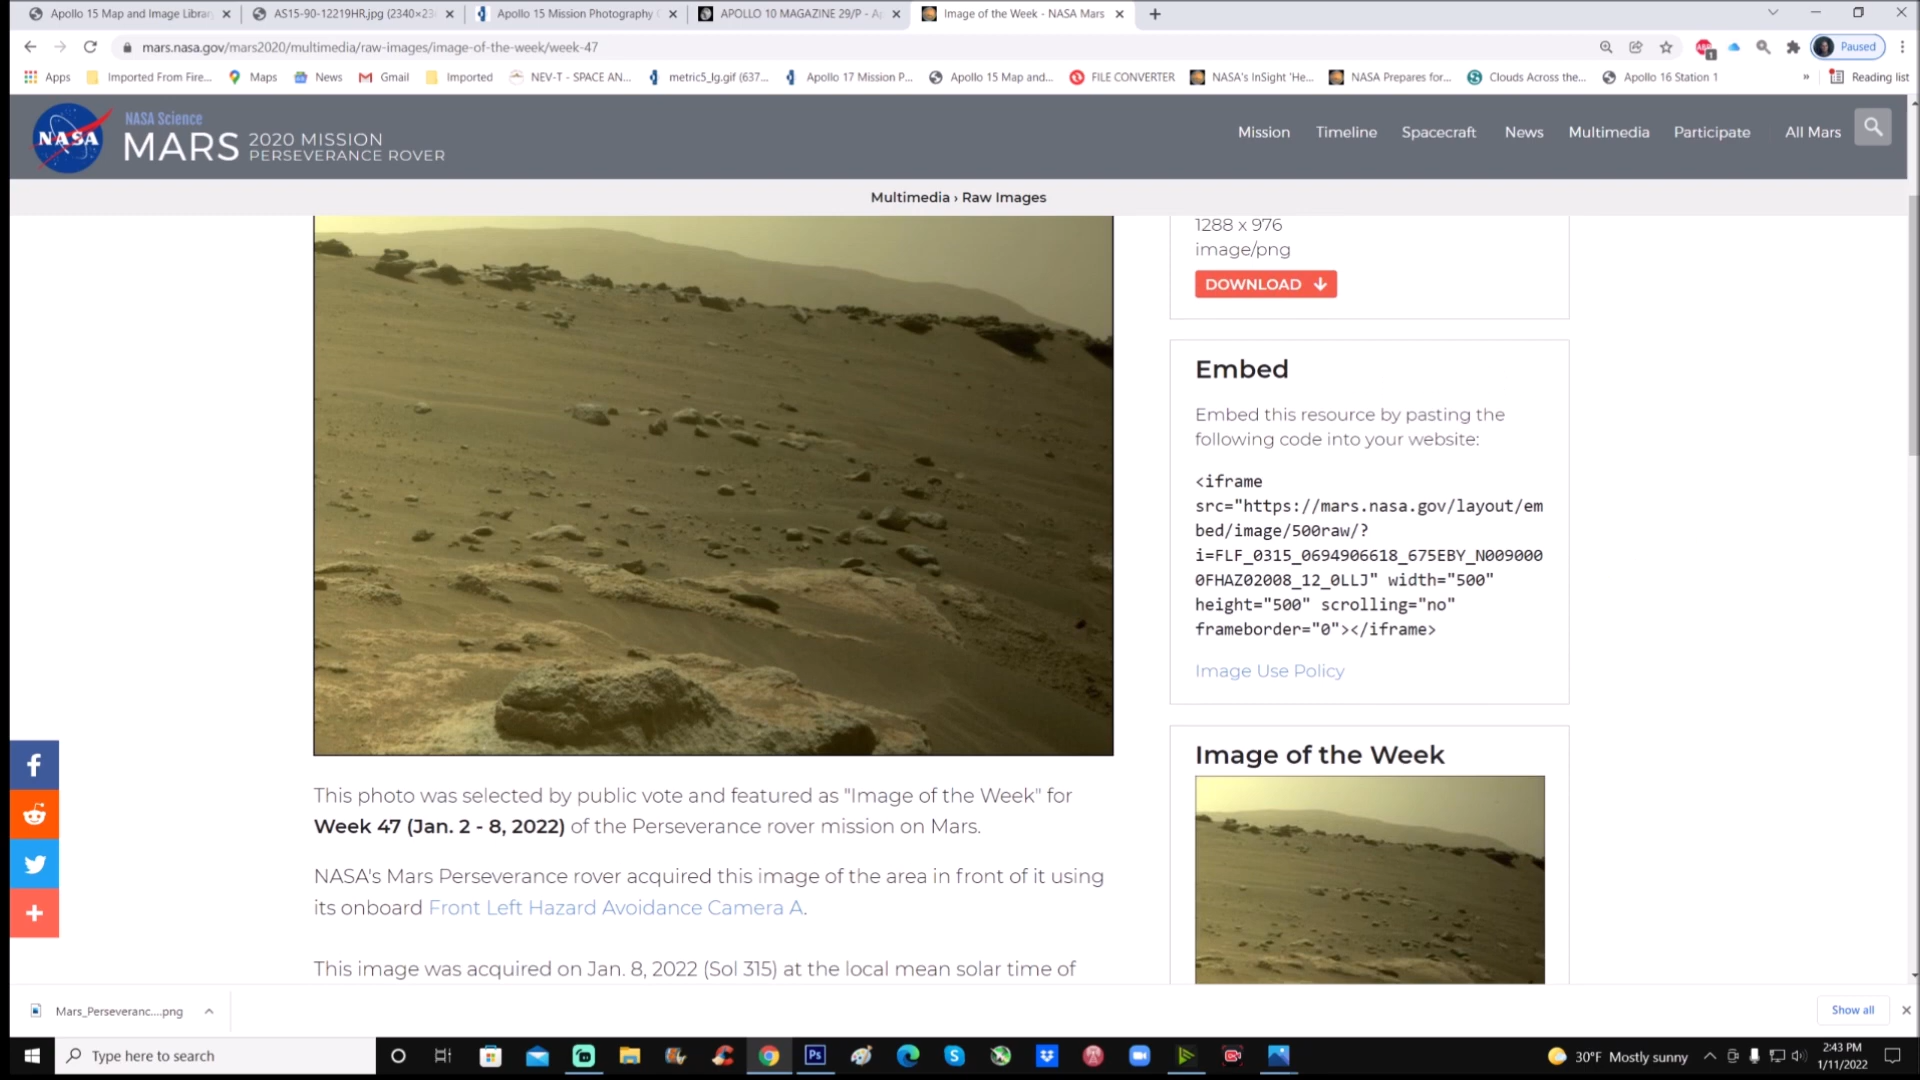 Apollo 15 Map and Image Librar
AS15-90-12219HR.jpg (2340×23
Apollo 15 Mission Photography
APOLLO 10 MAGAZINE 29/P - A
Image of the Week - NASA Mars
mars.nasa.gov/mars2020/multimedia/raw-images/image-of-the-week/week-47
Paused
Apps
Imported From Fire...
Maps
News
Gmail
Imported
NEV-T - SPACE AN...
metric5_lg.gif (637...
Apollo 17 Mission P...
Apollo 15 Map and...
FILE CONVERTER
NASA's InSight 'He...
NASA Prepares for...
Clouds Across the...
Apollo 16 Station 1
»
Reading list
NASA
NASA Science
MARS 2020 MISSION
PERSEVERANCE ROVER
Mission
Timeline
Spacecraft
News
Multimedia
Participate
All Mars
Multimedia › Raw Images
1288 x 976
image/png
DOWNLOAD
Embed
Embed this resource by pasting the
following code into your website:
<iframe
src="https://mars.nasa.gov/layout/em
bed/image/500raw/?
i=FLF_0315_0694906618_675EBY_N009000
0FHAZ02008_12_0LLJ" width="500"
height="500" scrolling="no"
frameborder="0"></iframe>
Image Use Policy
Image of the Week
This photo was selected by public vote and featured as "Image of the Week" for
Week 47 (Jan. 2 - 8, 2022) of the Perseverance rover mission on Mars.
NASA's Mars Perseverance rover acquired this image of the area in front of it using
its onboard Front Left Hazard Avoidance Camera A.
This image was acquired on Jan. 8, 2022 (Sol 315) at the local mean solar time of
Mars_Perseveranc....png
Show all
Type here to search
Ps
30°F Mostly sunny
2:43 PM
1/11/2022